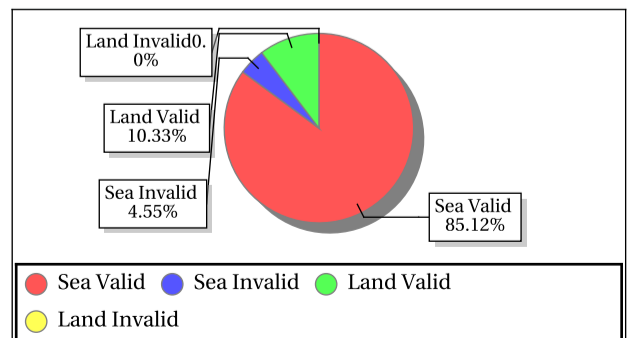 Land Invalid0.
0%
Land Valid
10.33%
Sea Invalid
4.55%
Sea Valid
85.12%
Sea Valid Sea Invalid Land Valid
Land Invalid